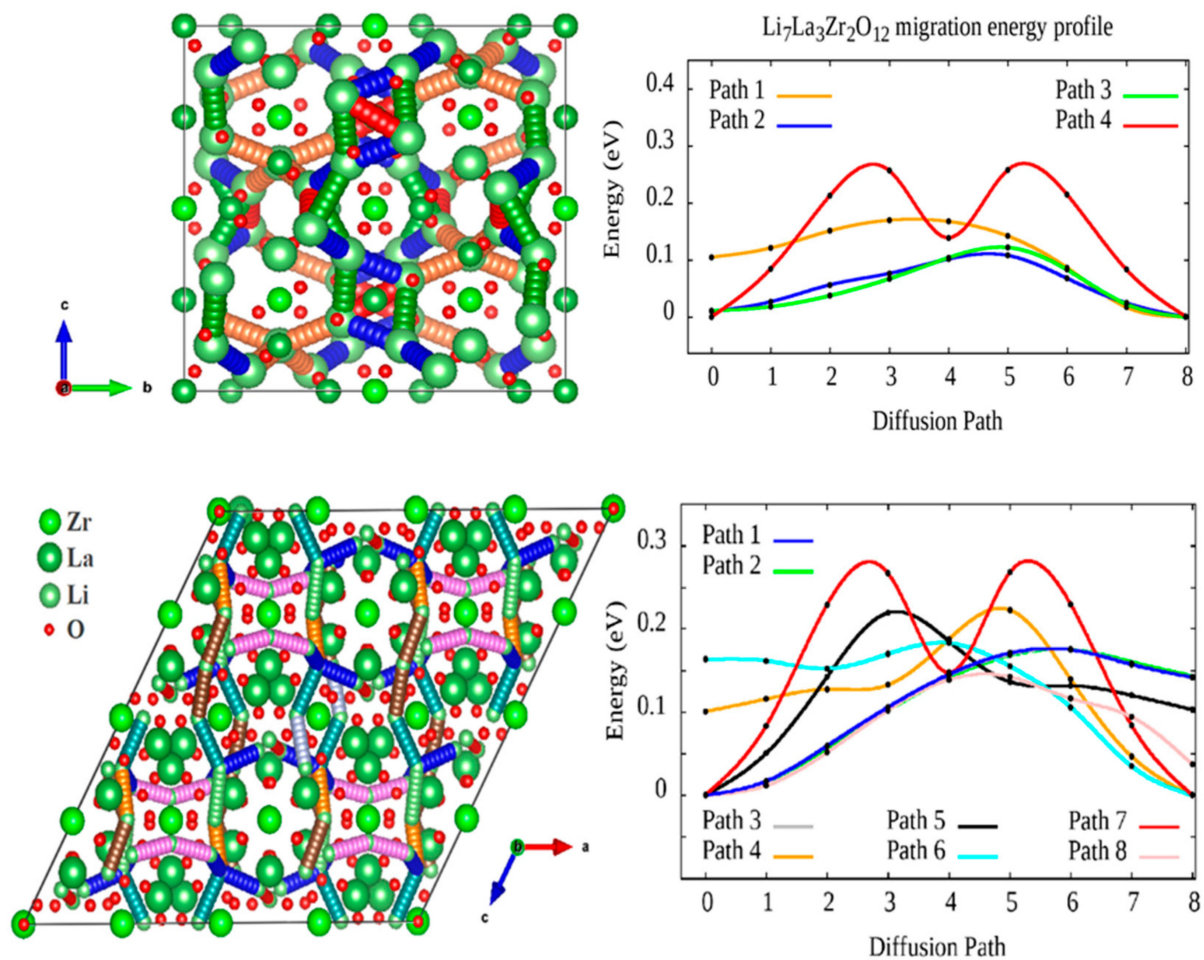 Li₇La₃Zr₂O₁₂ migration energy profile
0.4
0.3
0.2
0.1
0
Energy (eV)
Path 1
Path 2
Path 3
Path 4
0 1 2 3 4 5 6 7 8
Diffusion Path
c
a
b
Zr
La
Li
O
b
a
c
0.3
0.2
0.1
0
Energy (eV)
Path 1
Path 2
Path 3
Path 4
Path 5
Path 6
Path 7
Path 8
0 1 2 3 4 5 6 7 8
Diffusion Path